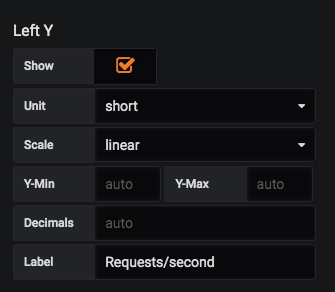 Left Y
Show
Unit short
Scale linear
Y-Min auto Y-Max auto
Decimals auto
Label Requests/second